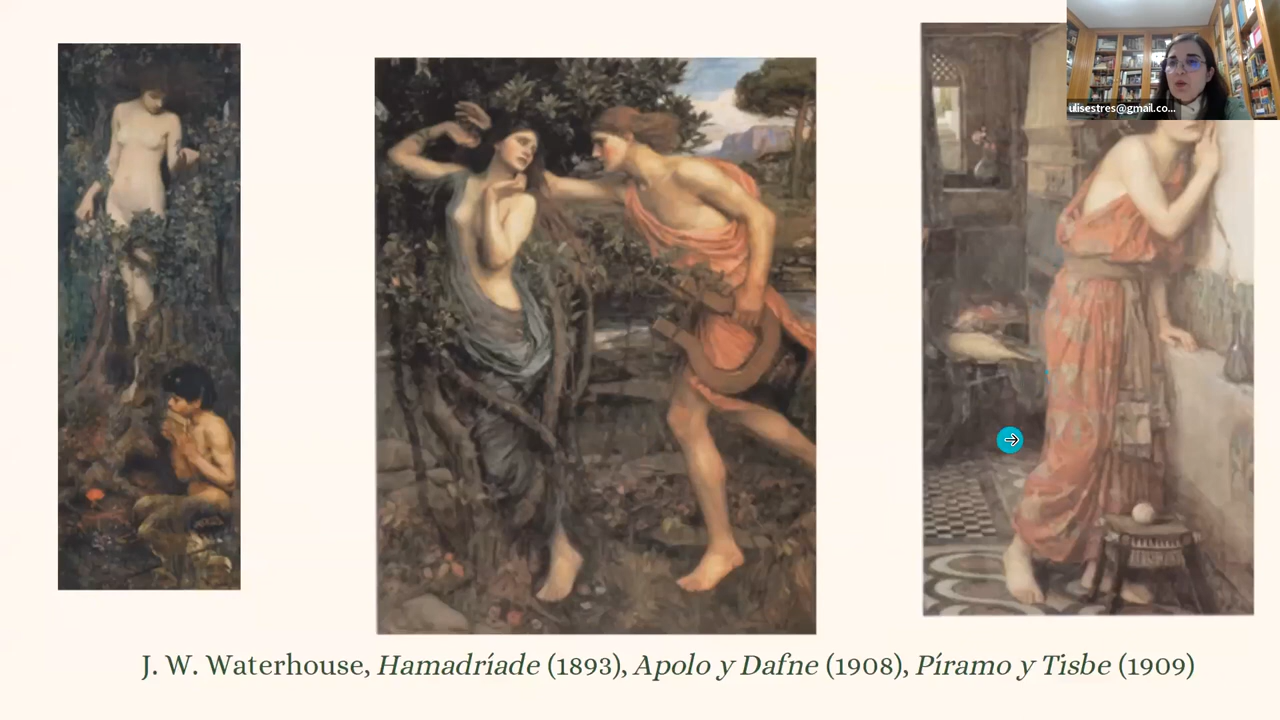 ulisestres@gmail.co...
J. W. Waterhouse, Hamadríade (1893), Apolo y Dafne (1908), Píramo y Tisbe (1909)